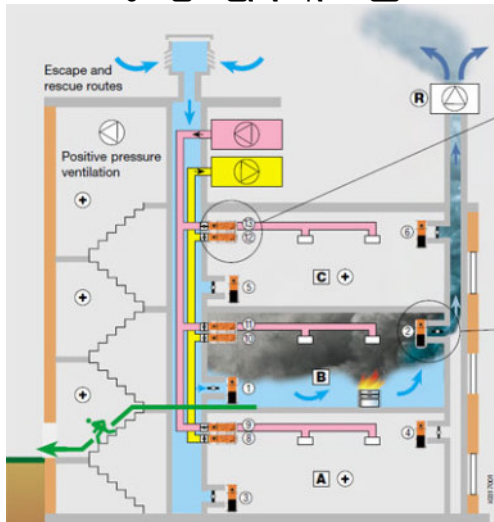 Escape and
rescue routes
R
Positive pressure
ventilation
+
13
12
6
C +
5
+
11
10
2
B
1
+
9
8
4
A +
3